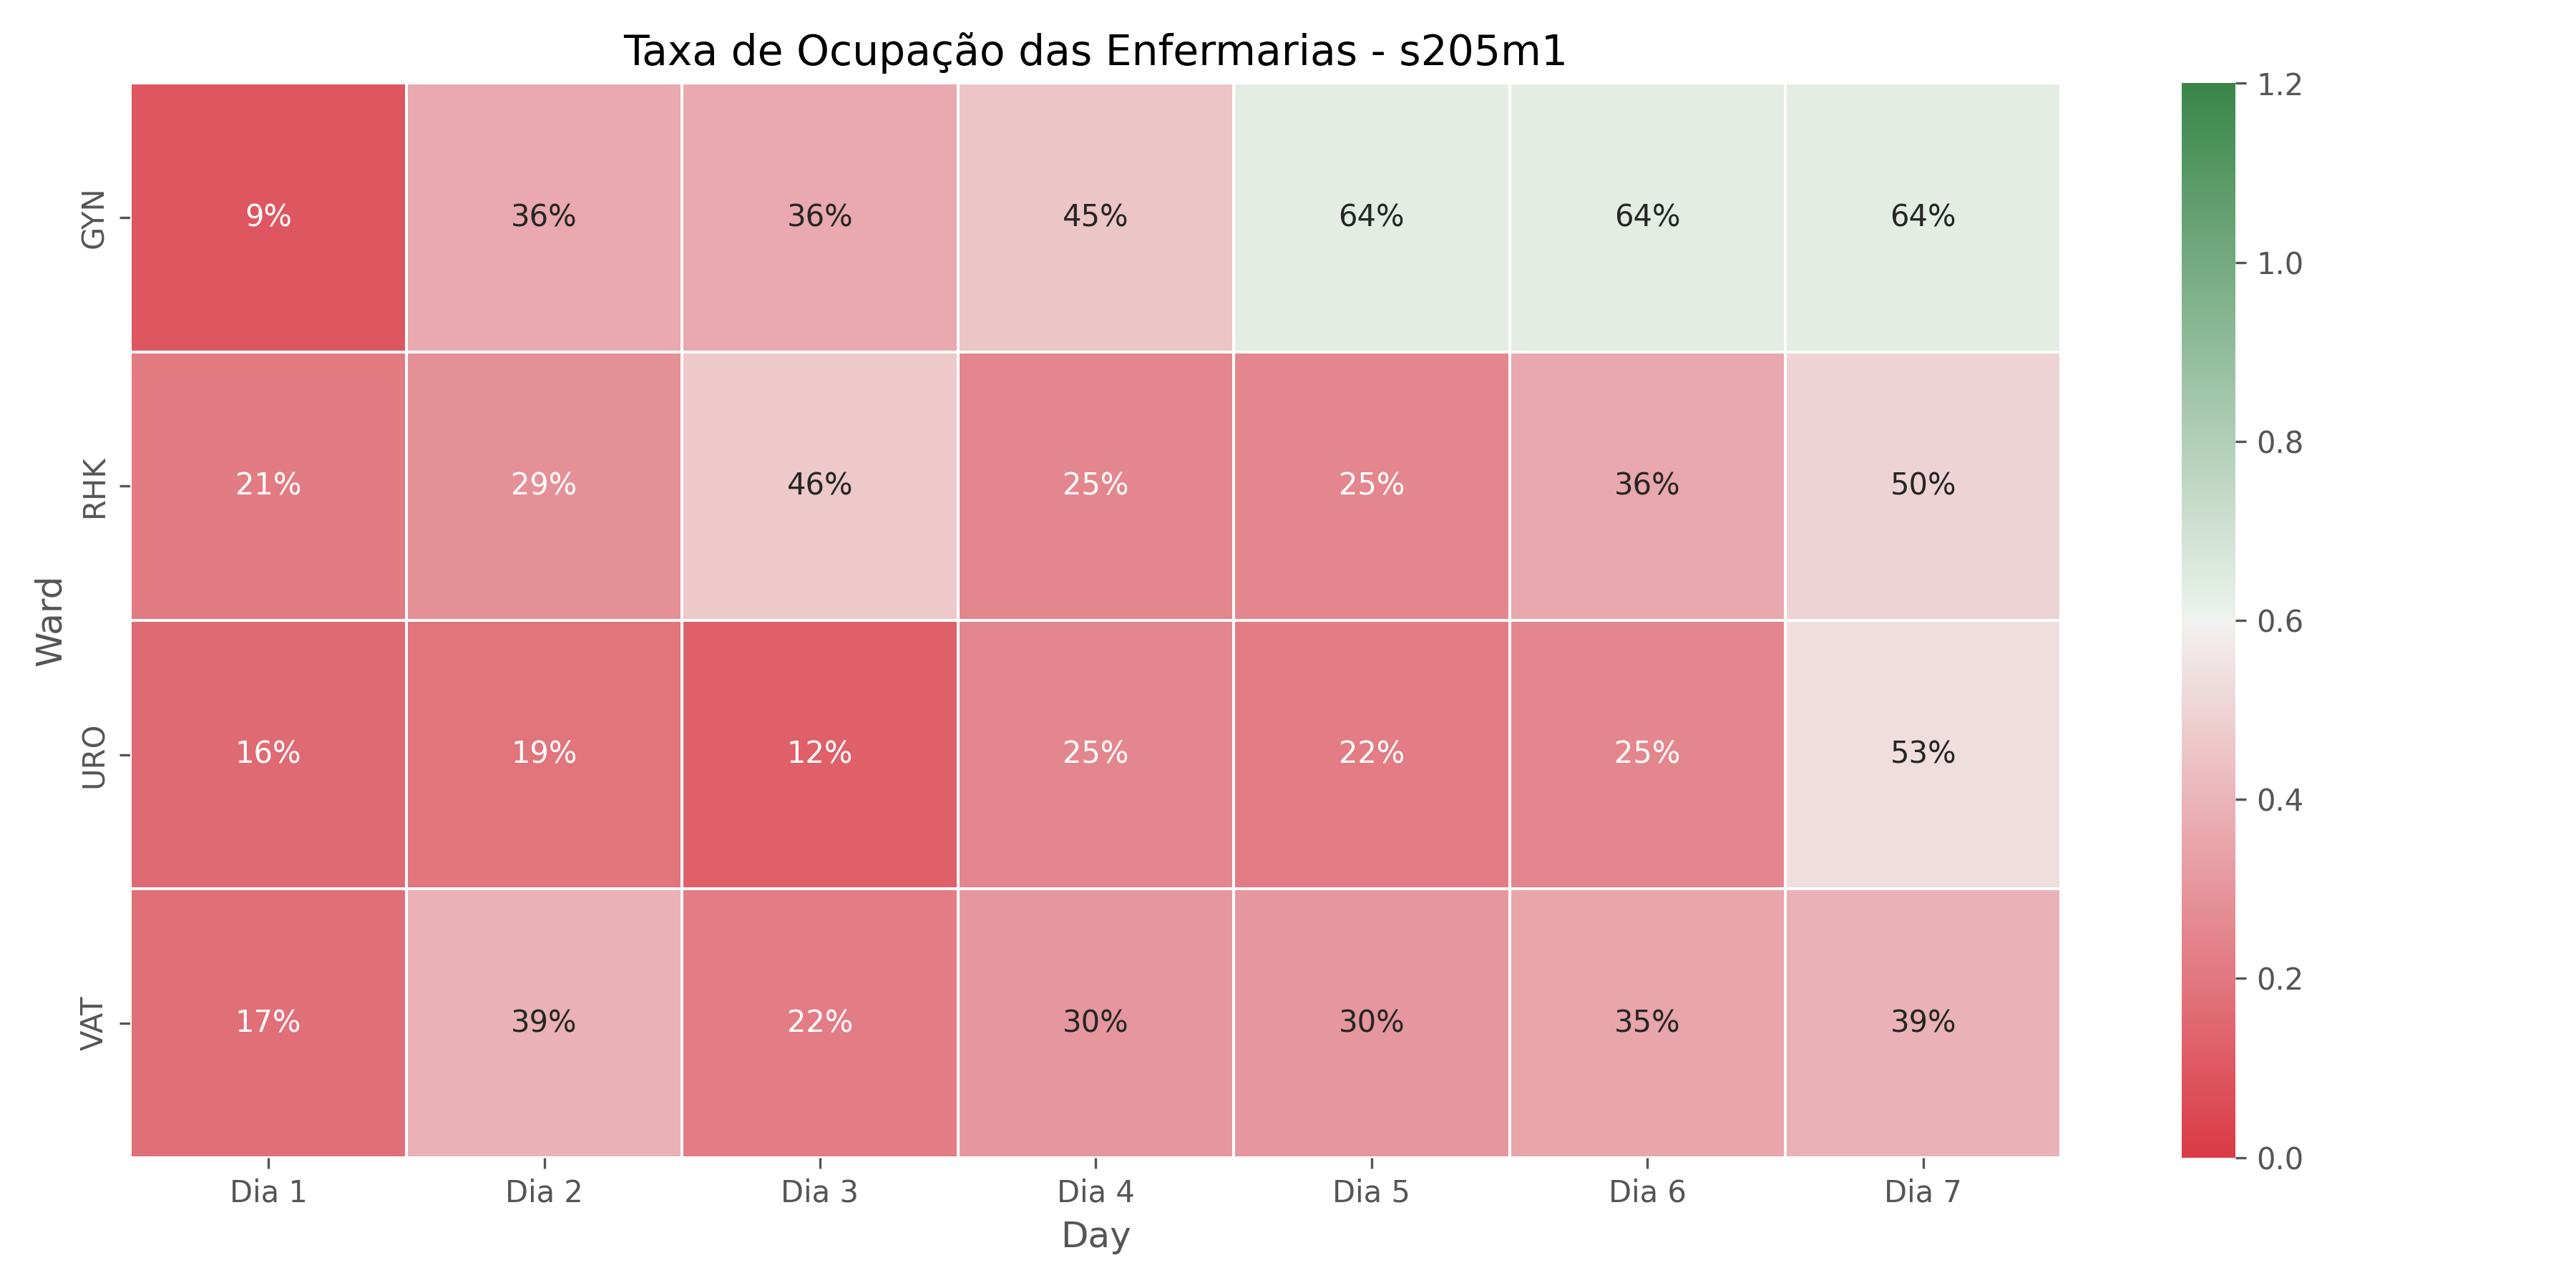 Taxa de Ocupação das Enfermarias - s205m1
GYN 9% 36% 36% 45% 64% 64% 64%
RHK 21% 29% 46% 25% 25% 36% 50%
URO 16% 19% 12% 25% 22% 25% 53%
VAT 17% 39% 22% 30% 30% 35% 39%
Ward
Dia 1 Dia 2 Dia 3 Dia 4 Dia 5 Dia 6 Dia 7
Day
1.2
1.0
0.8
0.6
0.4
0.2
0.0